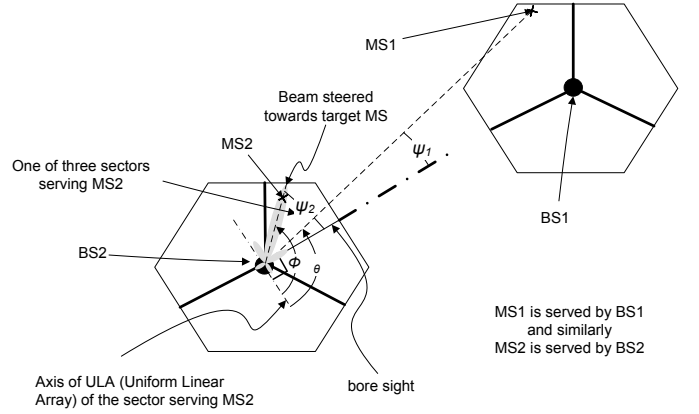 MS1
Beam steered
towards target MS
MS2
ψ1
One of three sectors
serving MS2
ψ2
BS1
BS2
Φ
θ
MS1 is served by BS1
and similarly
MS2 is served by BS2
bore sight
Axis of ULA (Uniform Linear
Array) of the sector serving MS2